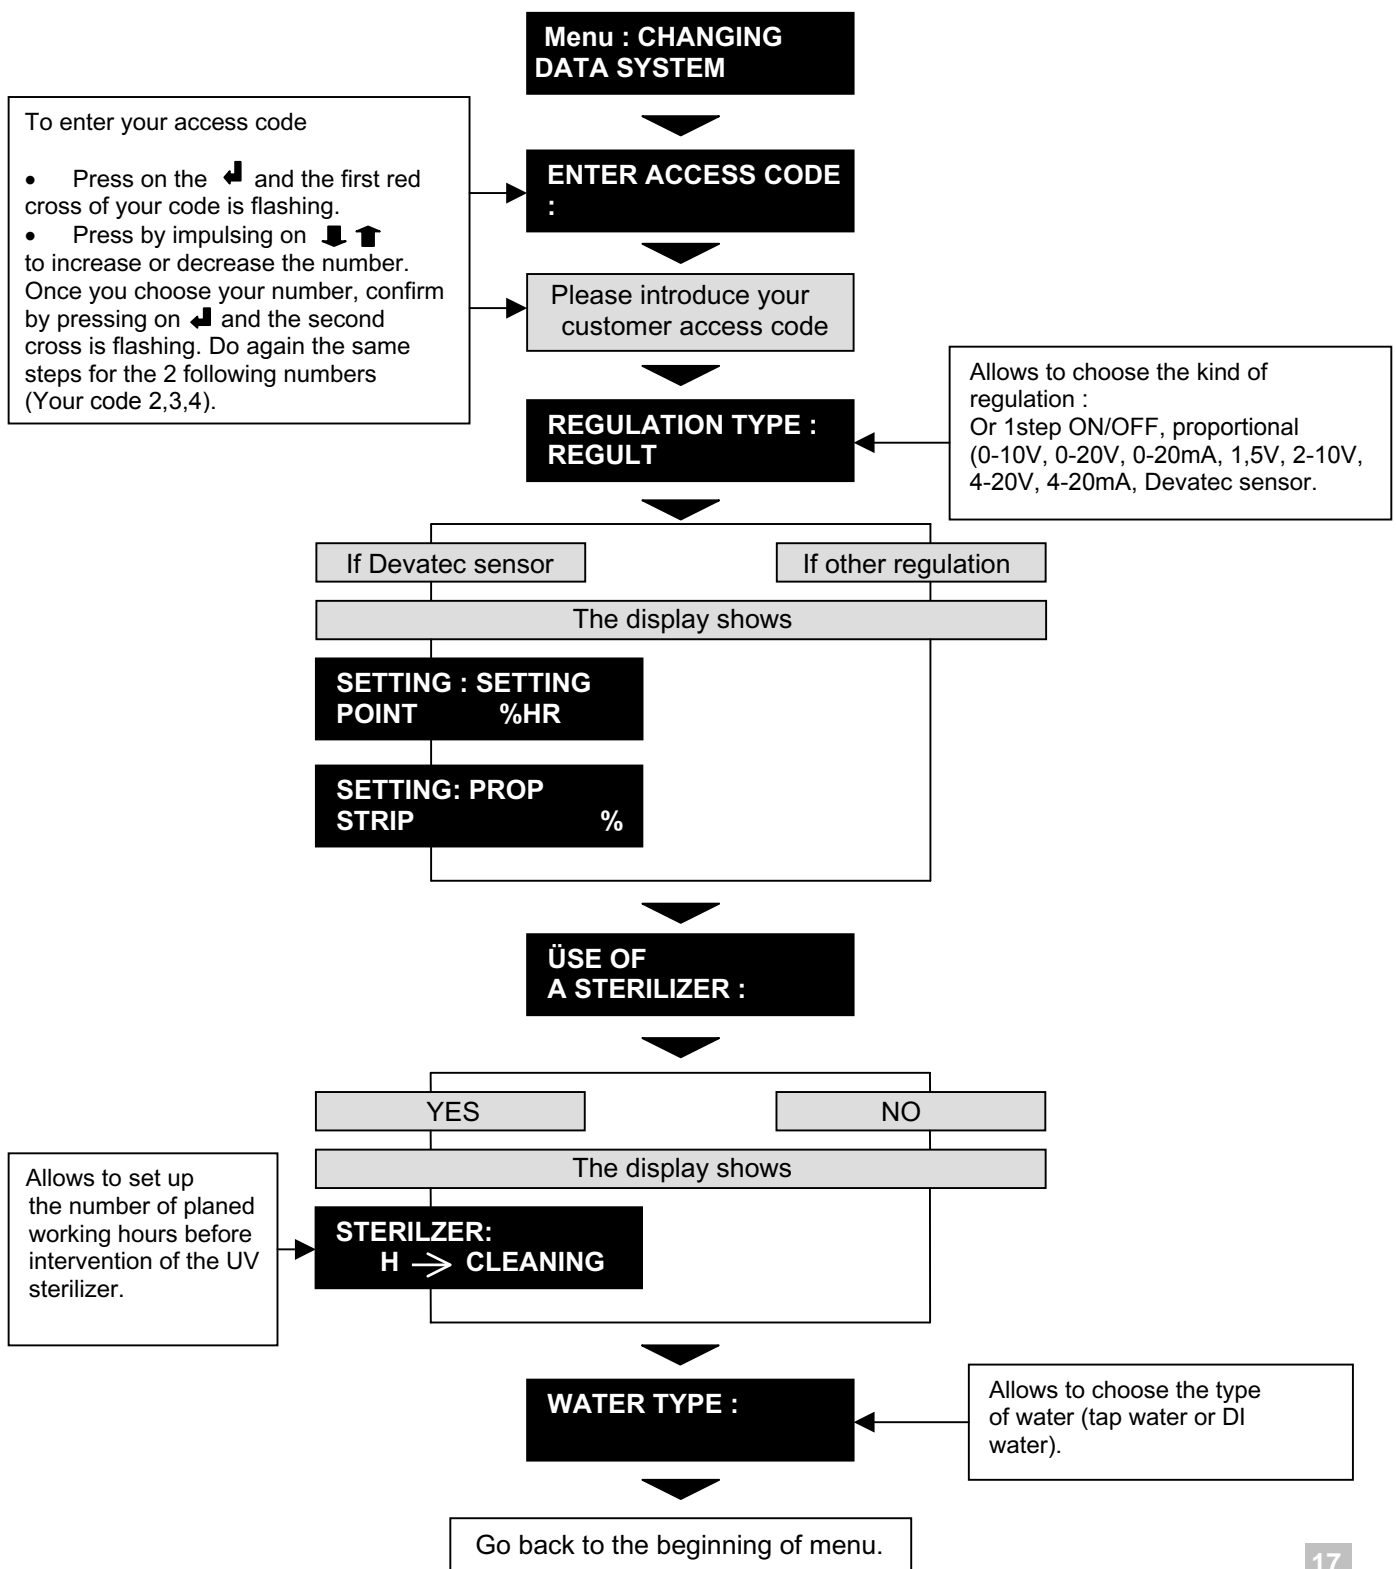 Menu : CHANGING
DATA SYSTEM
To enter your access code
• Press on the ↵ and the first red
cross of your code is flashing.
• Press by impulsing on ⬇ ⬆
to increase or decrease the number.
Once you choose your number, confirm
by pressing on ↵ and the second
cross is flashing. Do again the same
steps for the 2 following numbers
(Your code 2,3,4).
ENTER ACCESS CODE
:
Please introduce your
customer access code
REGULATION TYPE :
REGULT
Allows to choose the kind of
regulation :
Or 1step ON/OFF, proportional
(0-10V, 0-20V, 0-20mA, 1,5V, 2-10V,
4-20V, 4-20mA, Devatec sensor.
If Devatec sensor
If other regulation
The display shows
SETTING : SETTING
POINT %HR
SETTING: PROP
STRIP %
ÜSE OF
A STERILIZER :
YES
NO
The display shows
Allows to set up
the number of planed
working hours before
intervention of the UV
sterilizer.
STERILZER:
H → CLEANING
WATER TYPE :
Allows to choose the type
of water (tap water or DI
water).
Go back to the beginning of menu.
17